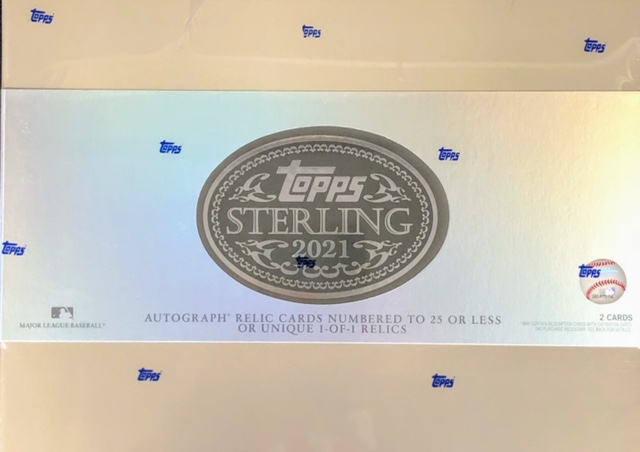 Topps
Topps
Topps
Topps
Topps
Topps
STERLING
2021
Topps
Topps
Topps
AUTOGRAPH* RELIC CARDS NUMBERED TO 25 OR LESS
OR UNIQUE 1-OF-1 RELICS
MAJOR LEAGUE BASEBALL®
2 CARDS
Topps
Topps